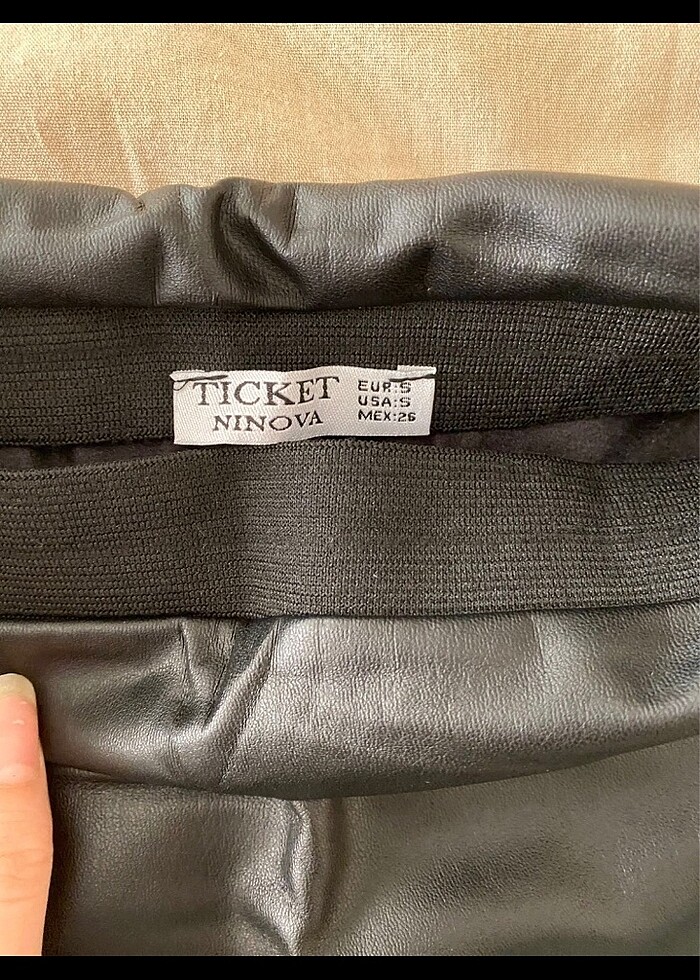 TICKET
NINOVA
EUR:S
USA:S
MEX:26